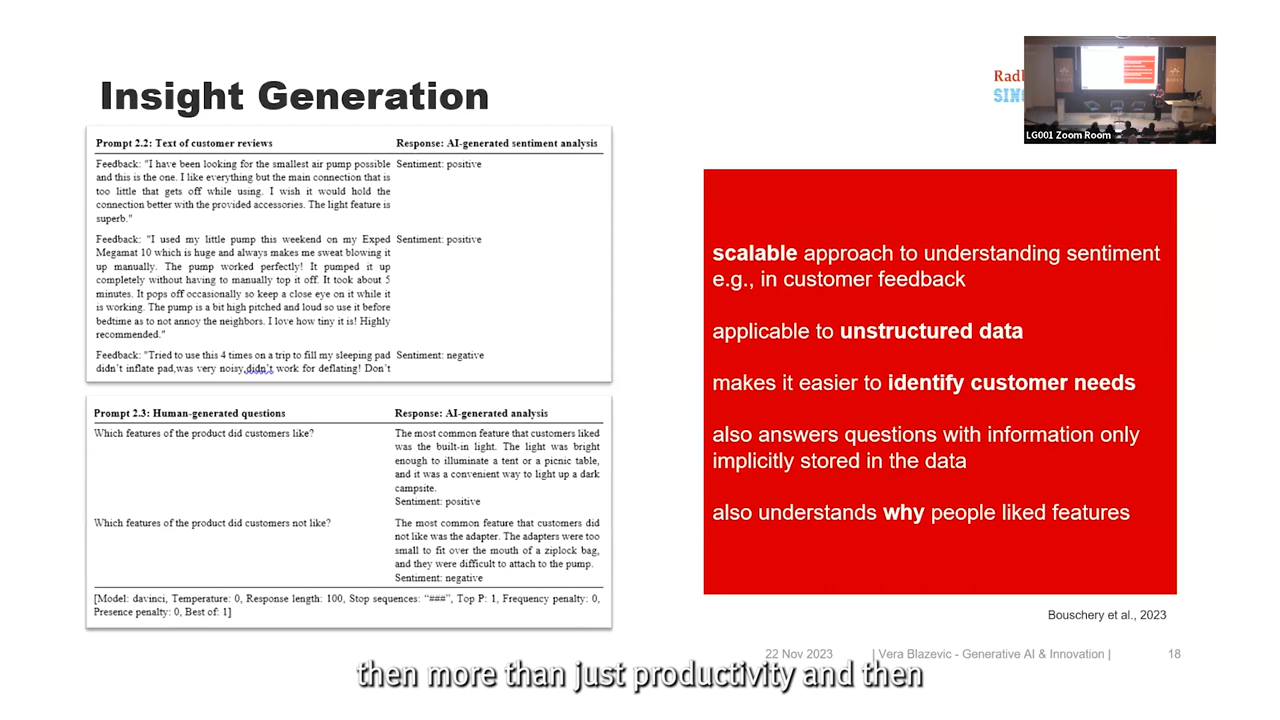 Insight Generation
Radb
SING
LG001 Zoom Room
Prompt 2.2: Text of customer reviews
Response: AI-generated sentiment analysis
Feedback: "I have been looking for the smallest air pump possible
and this is the one. I like everything but the main connection that is
too little that gets off while using. I wish it would hold the
connection better with the provided accessories. The light feature is
superb."
Sentiment: positive
Feedback: "I used my little pump this weekend on my Exped
Megamat 10 which is huge and always makes me sweat blowing it
up manually. The pump worked perfectly! It pumped it up
completely without having to manually top it off. It took about 5
minutes. It pops off occasionally so keep a close eye on it while it
is working. The pump is a bit high pitched and loud so use it before
bedtime as to not annoy the neighbors. I love how tiny it is! Highly
recommended."
Sentiment: positive
Feedback: "Tried to use this 4 times on a trip to fill my sleeping pad
didn't inflate pad,was very noisy,didn't work for deflating! Don't
Sentiment: negative
Prompt 2.3: Human-generated questions
Response: AI-generated analysis
Which features of the product did customers like?
The most common feature that customers liked
was the built-in light. The light was bright
enough to illuminate a tent or a picnic table,
and it was a convenient way to light up a dark
campsite.
Sentiment: positive
Which features of the product did customers not like?
The most common feature that customers did
not like was the adapter. The adapters were too
small to fit over the mouth of a ziplock bag,
and they were difficult to attach to the pump.
Sentiment: negative
[Model: davinci, Temperature: 0, Response length: 100, Stop sequences: “###”, Top P: 1, Frequency penalty: 0,
Presence penalty: 0, Best of: 1]
scalable approach to understanding sentiment
e.g., in customer feedback
applicable to unstructured data
makes it easier to identify customer needs
also answers questions with information only
implicitly stored in the data
also understands why people liked features
Bouschery et al., 2023
22 Nov 2023
| Vera Blazevic - Generative AI & Innovation |
18
then more than just productivity and then